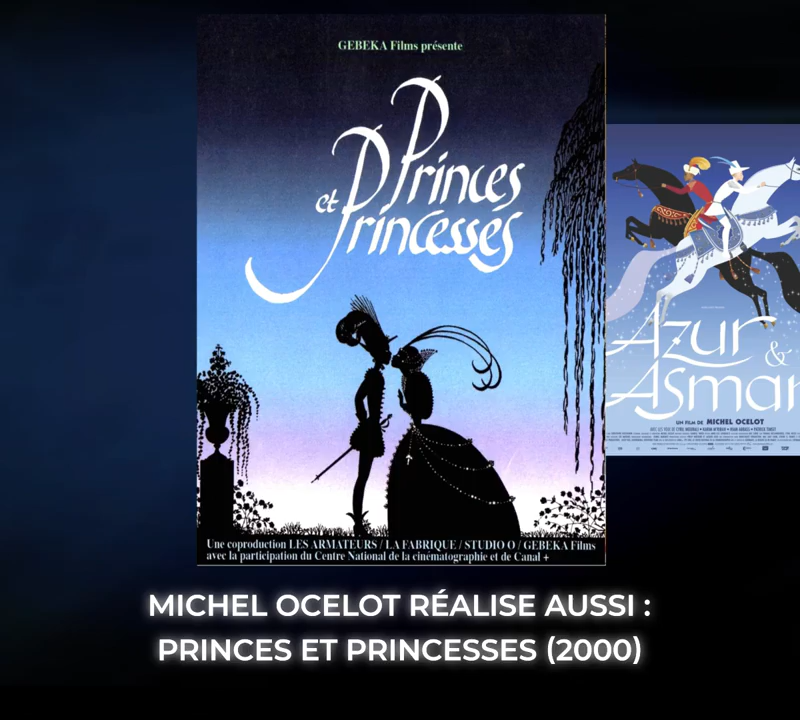 GEBEKA Films présente
Princes
et
Princesses
Une coproduction LES ARMATEURS / LA FABRIQUE / STUDIO O / GEBEKA Films
avec la participation du Centre National de la cinématographie et de Canal +
Azur
&
Asmar
UN FILM DE MICHEL OCELOT
MICHEL OCELOT RÉALISE AUSSI :
PRINCES ET PRINCESSES (2000)